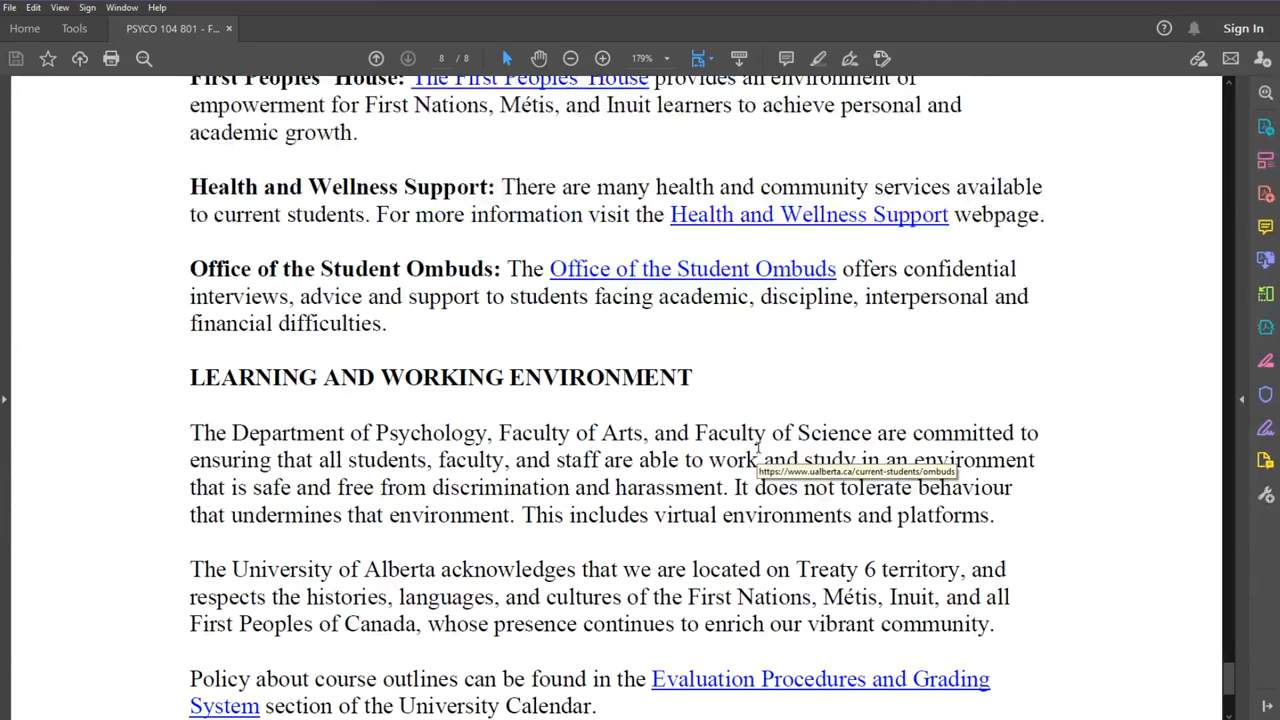 File Edit View Sign Window Help
Home Tools PSYCO 104 801 - F... × Sign In
8 / 8 179%
First Peoples' House: The First Peoples' House provides an environment of
empowerment for First Nations, Métis, and Inuit learners to achieve personal and
academic growth.
Health and Wellness Support: There are many health and community services available
to current students. For more information visit the Health and Wellness Support webpage.
Office of the Student Ombuds: The Office of the Student Ombuds offers confidential
interviews, advice and support to students facing academic, discipline, interpersonal and
financial difficulties.
LEARNING AND WORKING ENVIRONMENT
The Department of Psychology, Faculty of Arts, and Faculty of Science are committed to
ensuring that all students, faculty, and staff are able to work and study in an environment
https://www.ualberta.ca/current-students/ombuds
that is safe and free from discrimination and harassment. It does not tolerate behaviour
that undermines that environment. This includes virtual environments and platforms.
The University of Alberta acknowledges that we are located on Treaty 6 territory, and
respects the histories, languages, and cultures of the First Nations, Métis, Inuit, and all
First Peoples of Canada, whose presence continues to enrich our vibrant community.
Policy about course outlines can be found in the Evaluation Procedures and Grading
System section of the University Calendar.